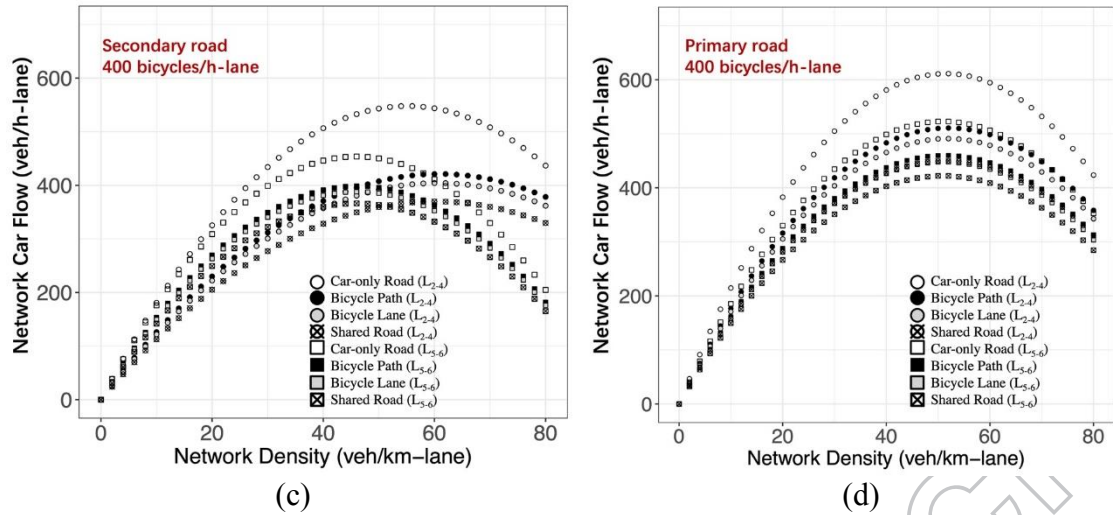 Secondary road
400 bicycles/h-lane
Network Car Flow (veh/h-lane)
600
400
200
0
Car-only Road (L2-4)
Bicycle Path (L2-4)
Bicycle Lane (L2-4)
Shared Road (L2-4)
Car-only Road (L5-6)
Bicycle Path (L5-6)
Bicycle Lane (L5-6)
Shared Road (L5-6)
0 20 40 60 80
Network Density (veh/km−lane)
(c)
Primary road
400 bicycles/h-lane
Network Car Flow (veh/h-lane)
600
400
200
0
Car-only Road (L2-4)
Bicycle Path (L2-4)
Bicycle Lane (L2-4)
Shared Road (L2-4)
Car-only Road (L5-6)
Bicycle Path (L5-6)
Bicycle Lane (L5-6)
Shared Road (L5-6)
0 20 40 60 80
Network Density (veh/km−lane)
(d)